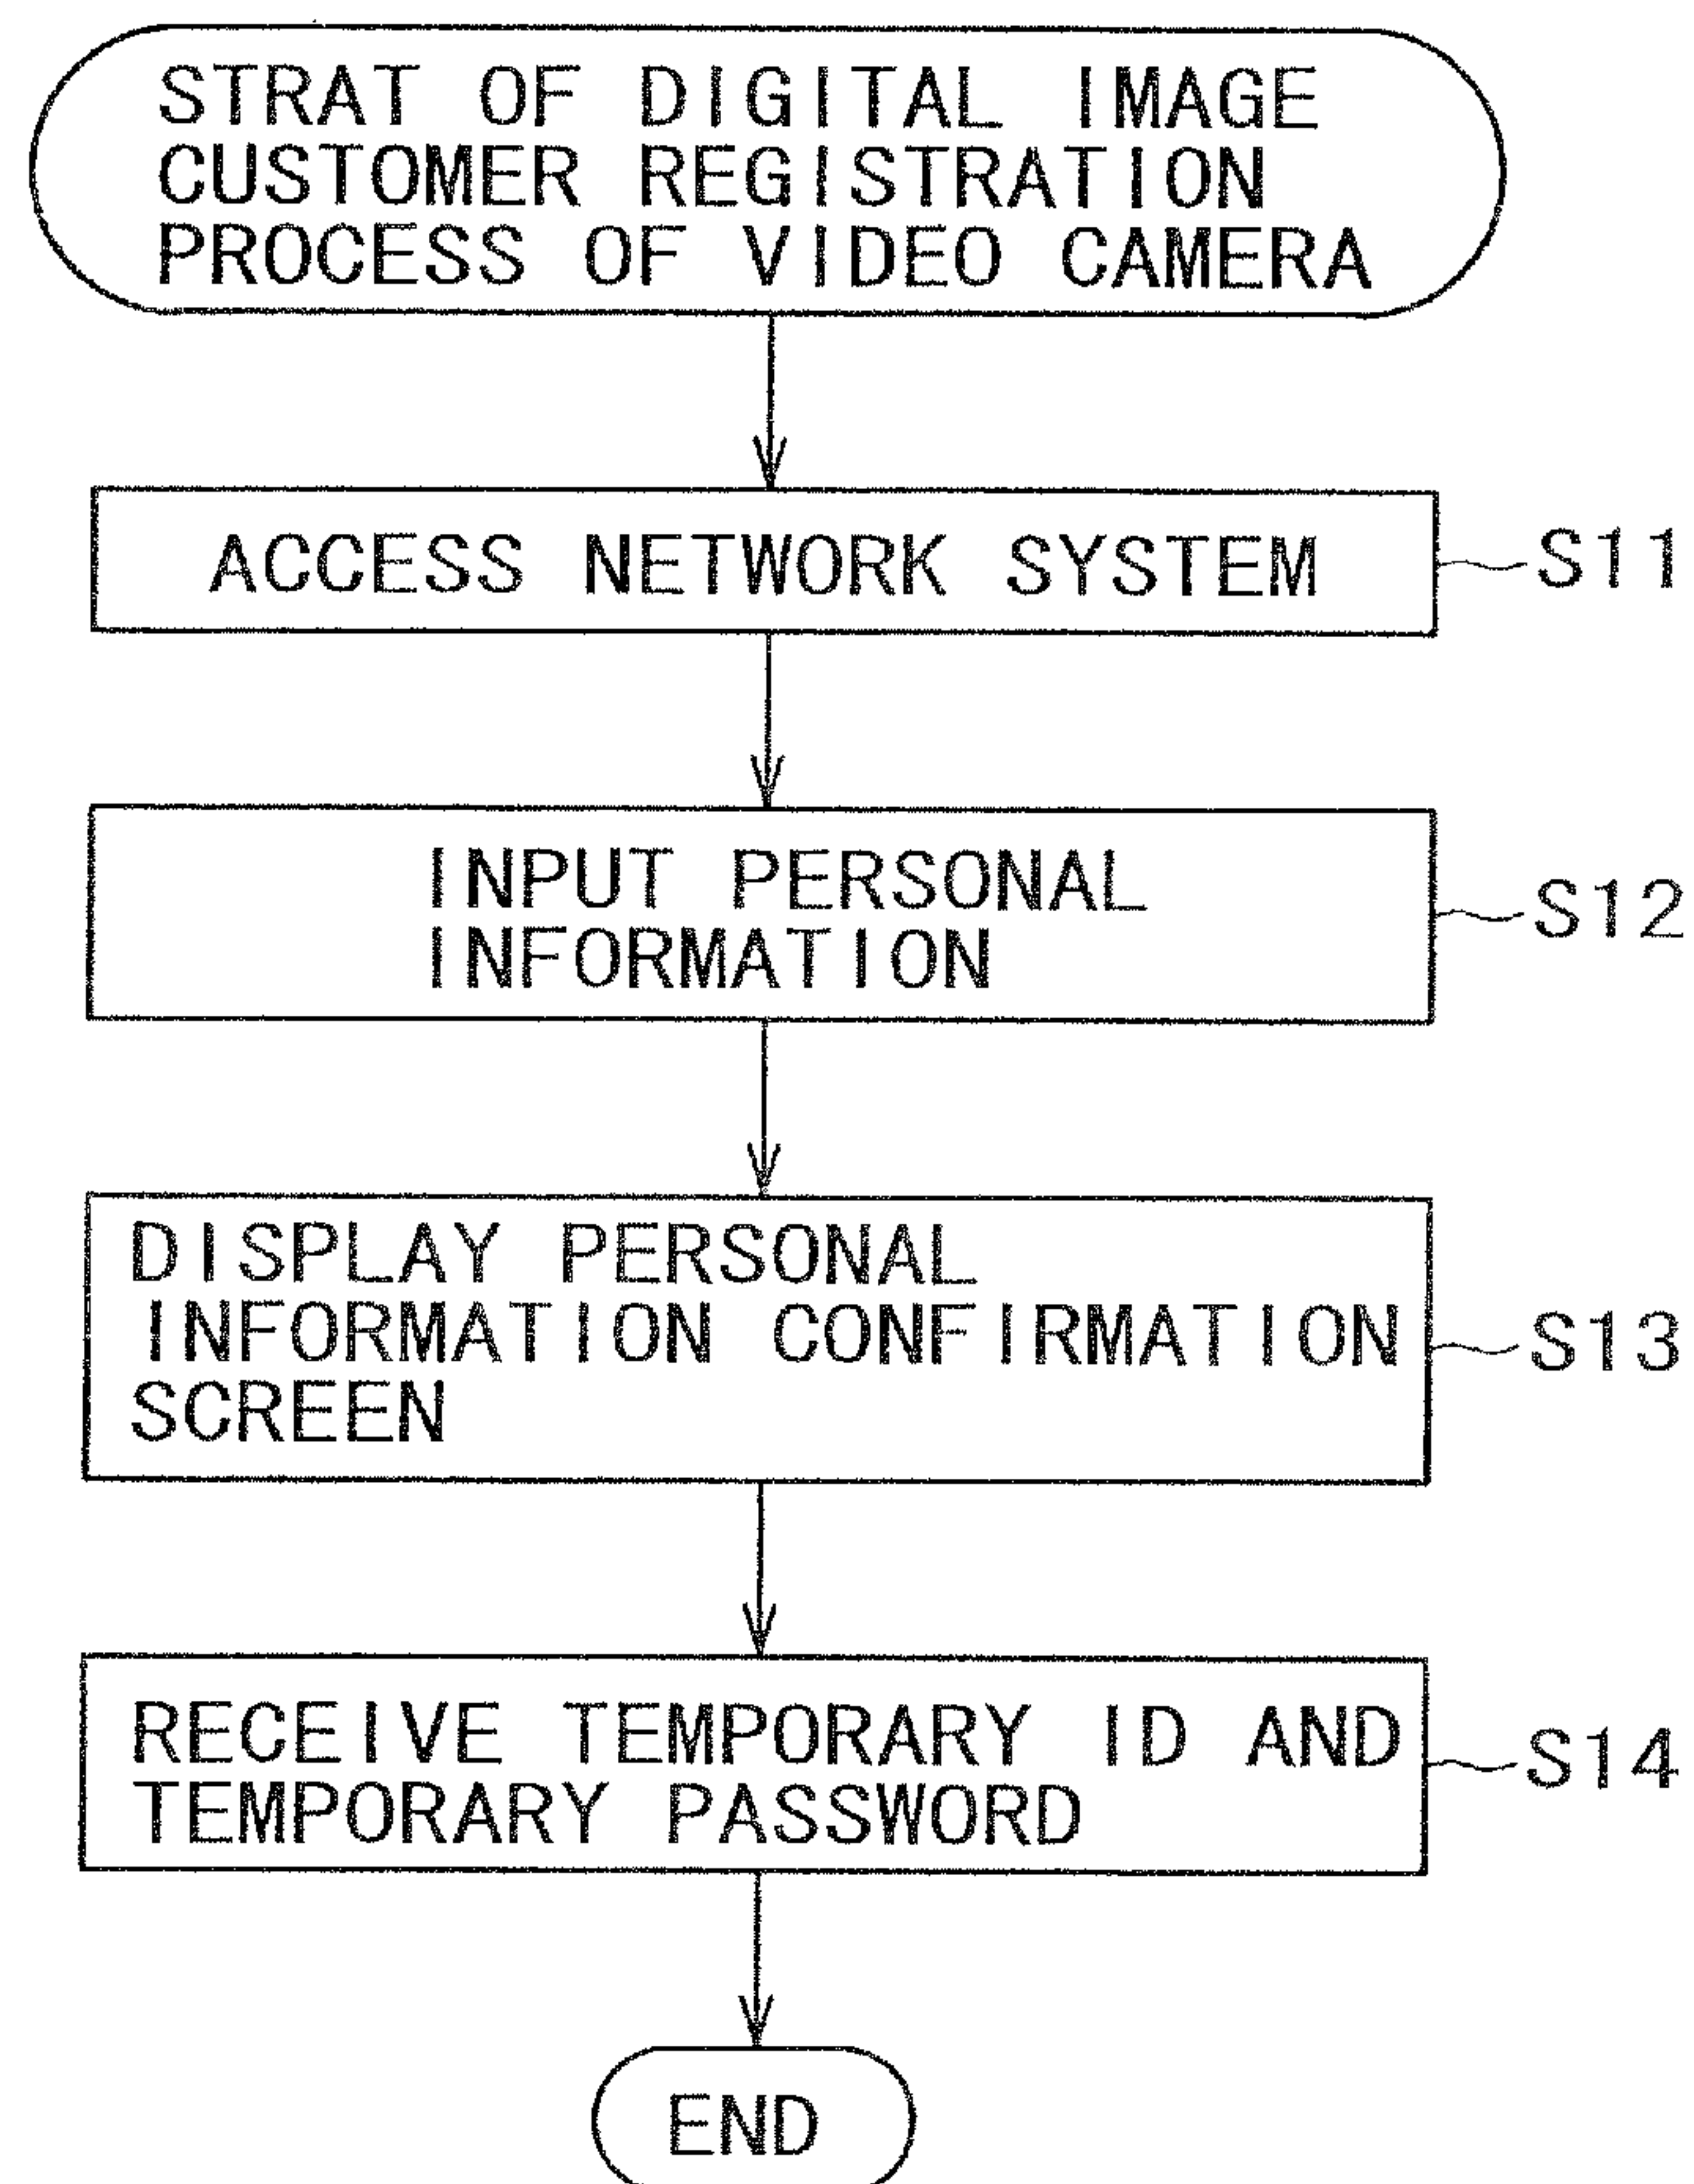 STRAT OF DIGITAL IMAGE
CUSTOMER REGISTRATION
PROCESS OF VIDEO CAMERA
ACCESS NETWORK SYSTEM
S11
INPUT PERSONAL
INFORMATION
S12
DISPLAY PERSONAL
INFORMATION CONFIRMATION
SCREEN
S13
RECEIVE TEMPORARY ID AND
TEMPORARY PASSWORD
S14
END